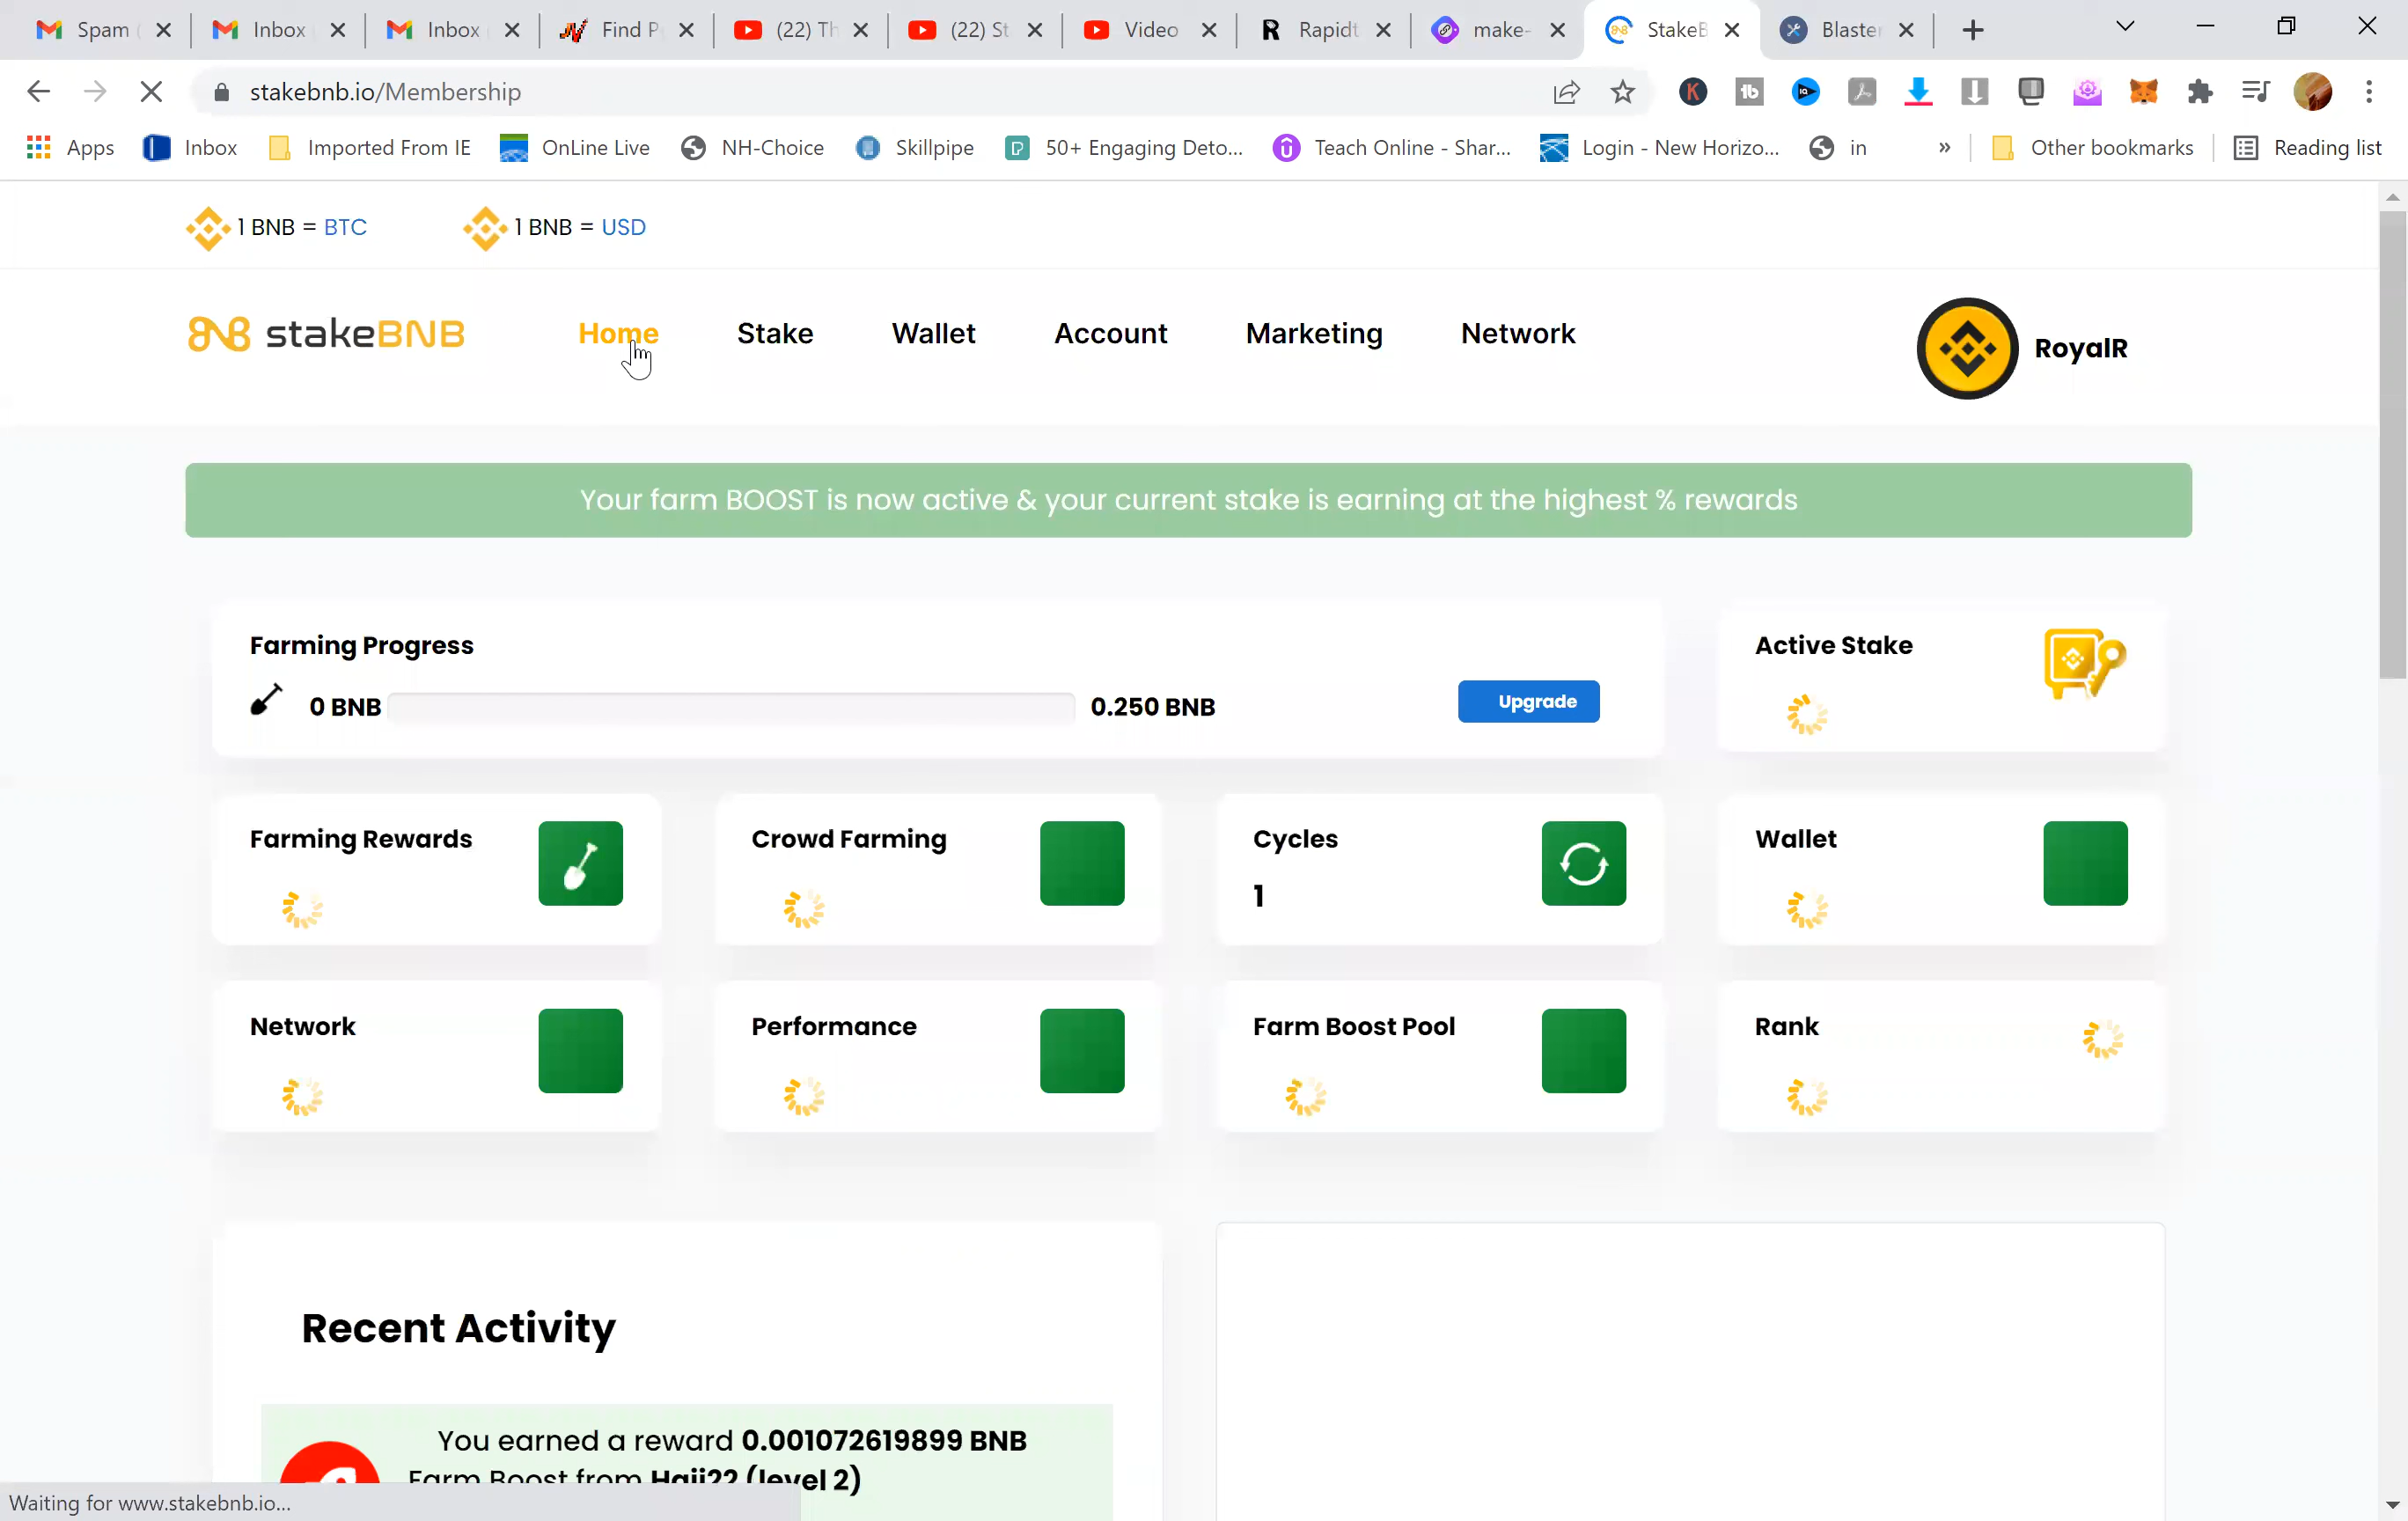 Spam
Inbox
Inbox
Find P
(22) Th
(22) St
Video
Rapidt
make-
StakeB
Blaster
stakebnb.io/Membership
Apps
Inbox
Imported From IE
OnLine Live
NH-Choice
Skillpipe
50+ Engaging Deto...
Teach Online - Shar...
Login - New Horizo...
in
»
Other bookmarks
Reading list
1 BNB = BTC
1 BNB = USD
stakeBNB
Home
Stake
Wallet
Account
Marketing
Network
RoyalR
Your farm BOOST is now active & your current stake is earning at the highest % rewards
Farming Progress
0 BNB
0.250 BNB
Upgrade
Active Stake
Farming Rewards
Crowd Farming
Cycles
1
Wallet
Network
Performance
Farm Boost Pool
Rank
Recent Activity
You earned a reward 0.001072619899 BNB
Farm Boost from Haji22 (level 2)
Waiting for www.stakebnb.io...